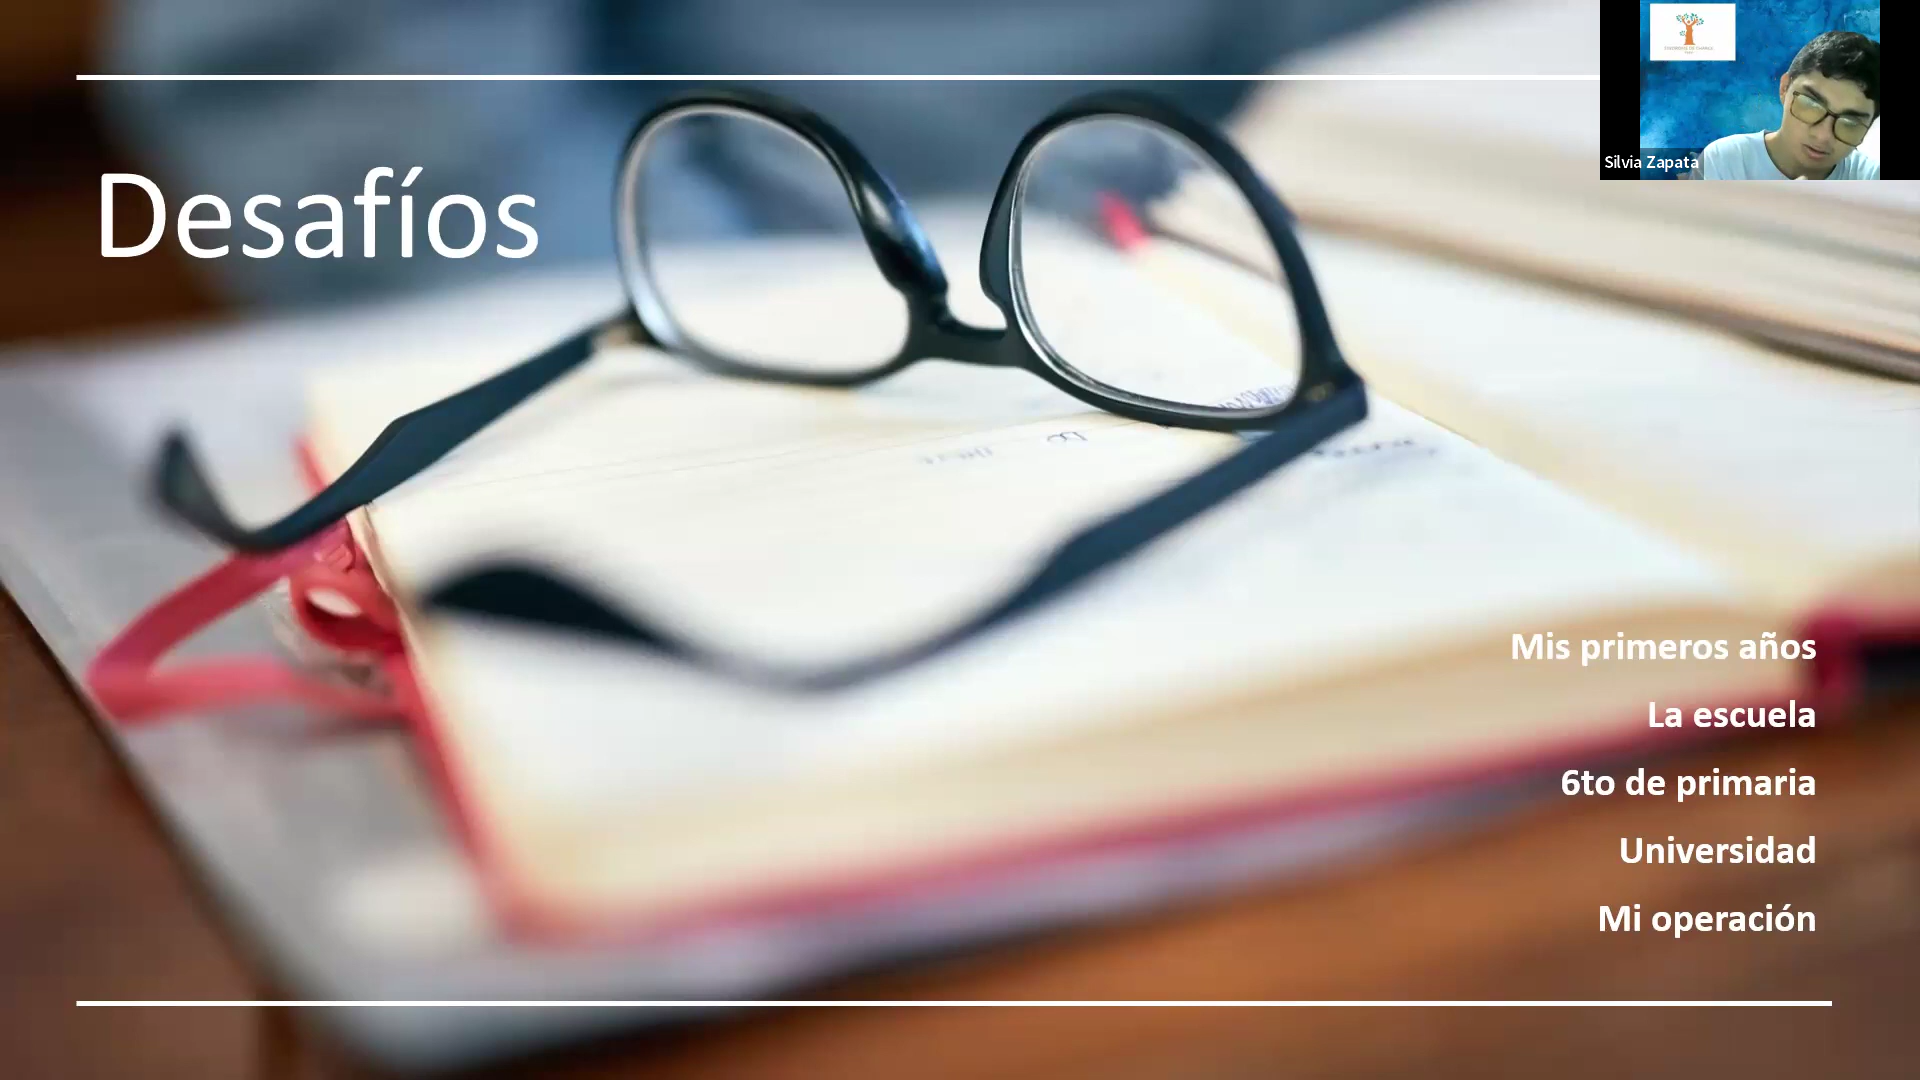 Desafíos
Silvia Zapata
Mis primeros años
La escuela
6to de primaria
Universidad
Mi operación